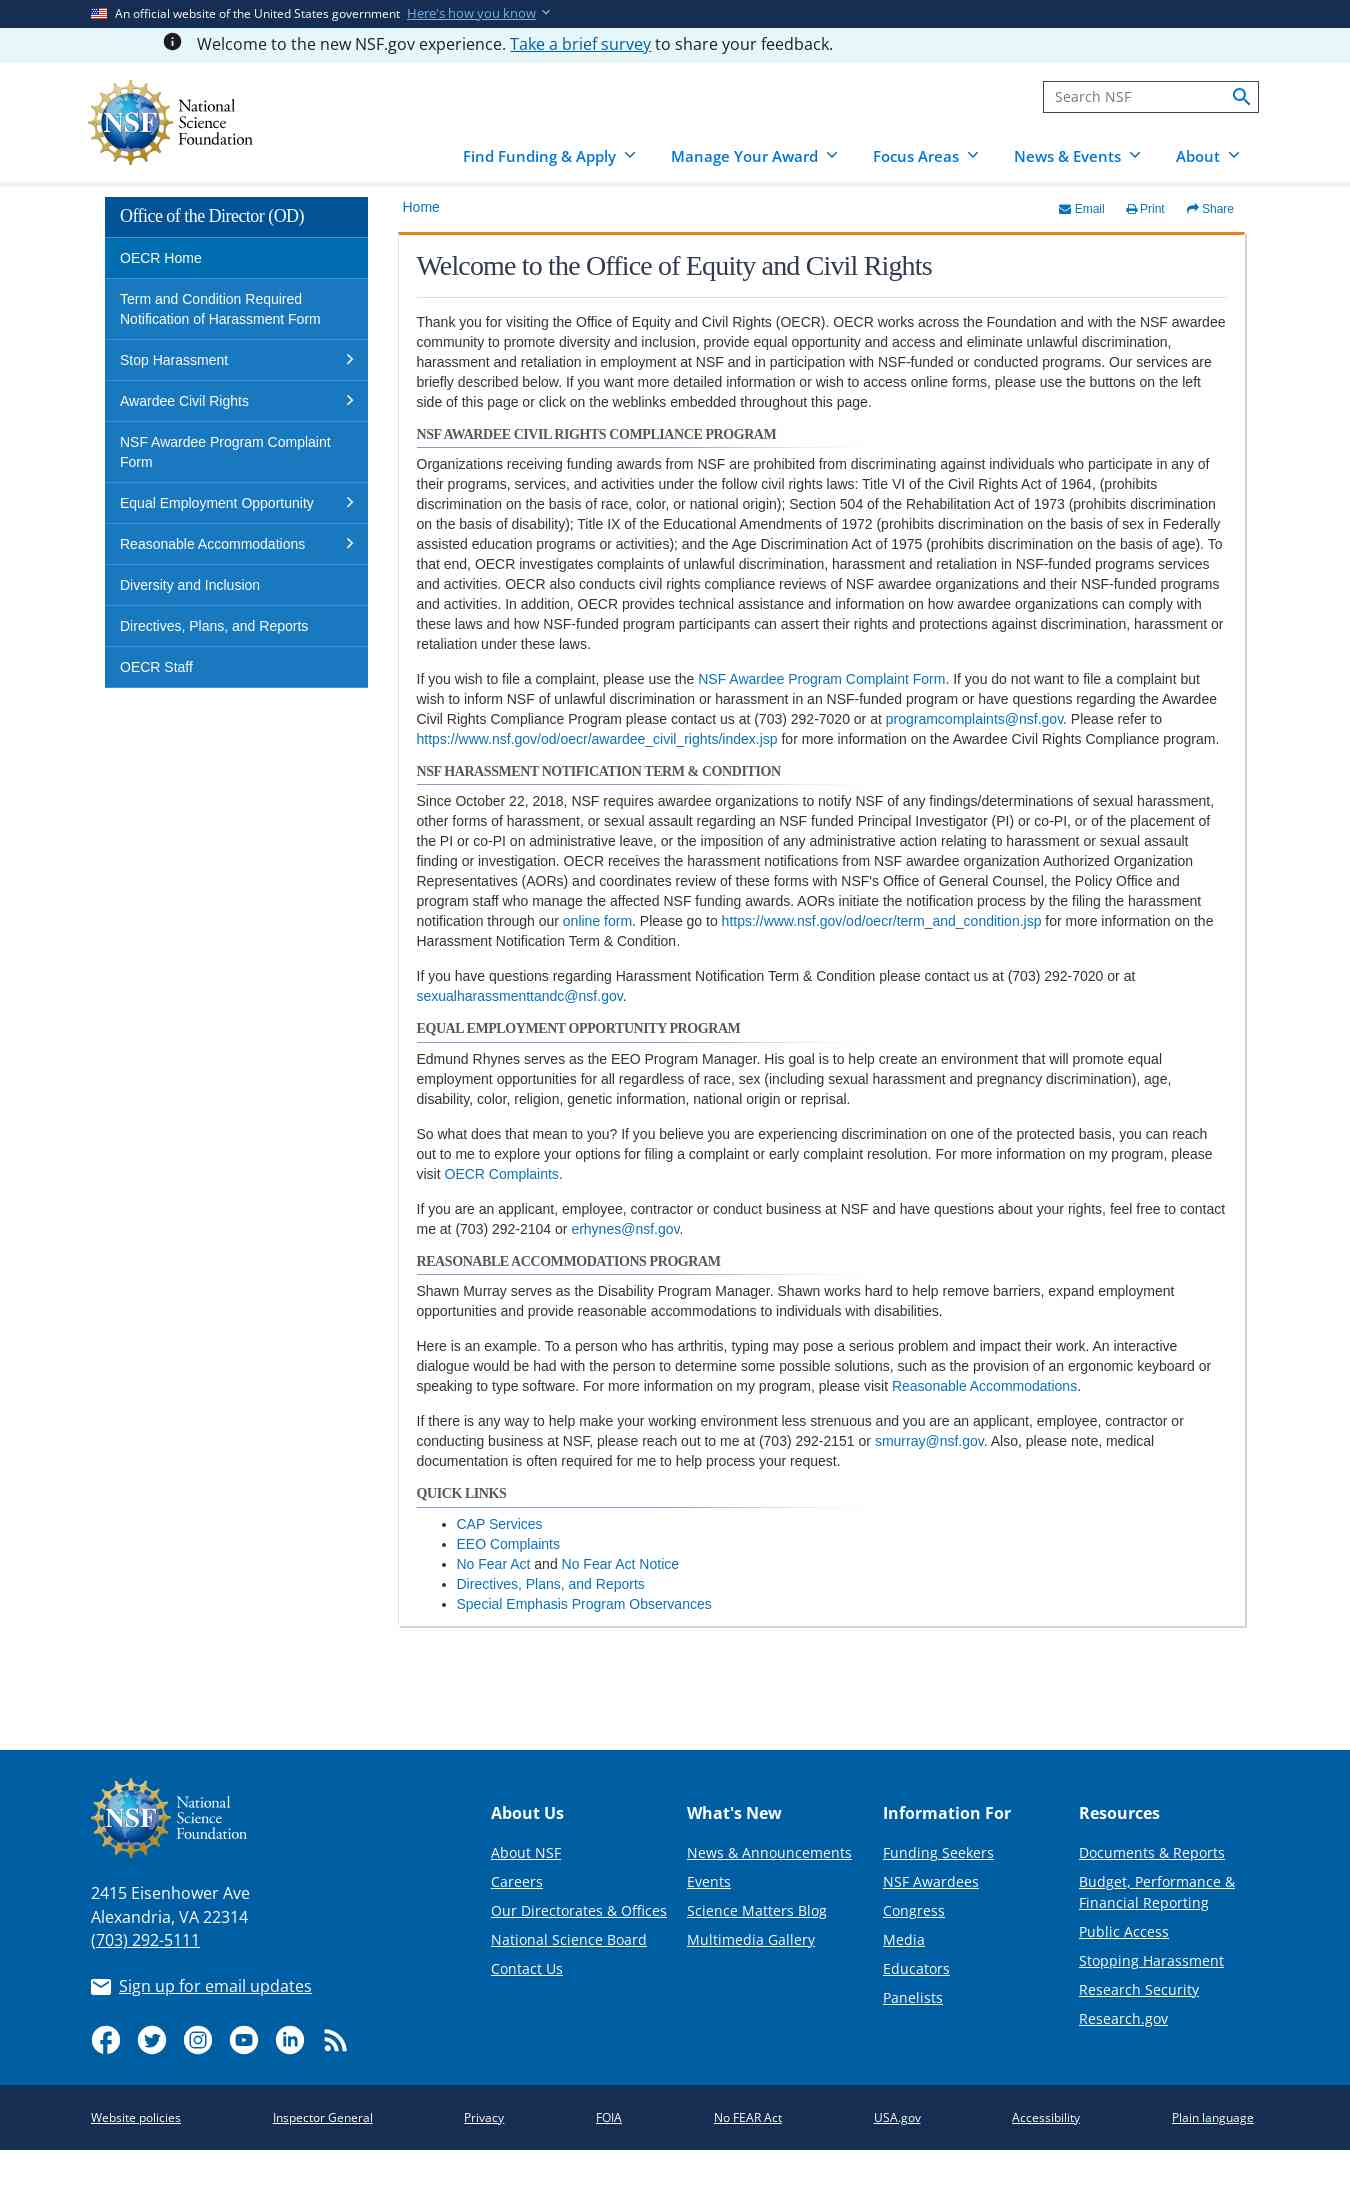 An official website of the United States government Here's how you know
Welcome to the new NSF.gov experience. Take a brief survey to share your feedback.
NSF
National
Science
Foundation
Search NSF
Find Funding & Apply
Manage Your Award
Focus Areas
News & Events
About
Office of the Director (OD)
OECR Home
Term and Condition Required
Notification of Harassment Form
Stop Harassment
Awardee Civil Rights
NSF Awardee Program Complaint
Form
Equal Employment Opportunity
Reasonable Accommodations
Diversity and Inclusion
Directives, Plans, and Reports
OECR Staff
Home
Email
Print
Share
Welcome to the Office of Equity and Civil Rights
Thank you for visiting the Office of Equity and Civil Rights (OECR). OECR works across the Foundation and with the NSF awardee
community to promote diversity and inclusion, provide equal opportunity and access and eliminate unlawful discrimination,
harassment and retaliation in employment at NSF and in participation with NSF-funded or conducted programs. Our services are
briefly described below. If you want more detailed information or wish to access online forms, please use the buttons on the left
side of this page or click on the weblinks embedded throughout this page.
NSF AWARDEE CIVIL RIGHTS COMPLIANCE PROGRAM
Organizations receiving funding awards from NSF are prohibited from discriminating against individuals who participate in any of
their programs, services, and activities under the follow civil rights laws: Title VI of the Civil Rights Act of 1964, (prohibits
discrimination on the basis of race, color, or national origin); Section 504 of the Rehabilitation Act of 1973 (prohibits discrimination
on the basis of disability); Title IX of the Educational Amendments of 1972 (prohibits discrimination on the basis of sex in Federally
assisted education programs or activities); and the Age Discrimination Act of 1975 (prohibits discrimination on the basis of age). To
that end, OECR investigates complaints of unlawful discrimination, harassment and retaliation in NSF-funded programs services
and activities. OECR also conducts civil rights compliance reviews of NSF awardee organizations and their NSF-funded programs
and activities. In addition, OECR provides technical assistance and information on how awardee organizations can comply with
these laws and how NSF-funded program participants can assert their rights and protections against discrimination, harassment or
retaliation under these laws.
If you wish to file a complaint, please use the NSF Awardee Program Complaint Form. If you do not want to file a complaint but
wish to inform NSF of unlawful discrimination or harassment in an NSF-funded program or have questions regarding the Awardee
Civil Rights Compliance Program please contact us at (703) 292-7020 or at programcomplaints@nsf.gov. Please refer to
https://www.nsf.gov/od/oecr/awardee_civil_rights/index.jsp for more information on the Awardee Civil Rights Compliance program.
NSF HARASSMENT NOTIFICATION TERM & CONDITION
Since October 22, 2018, NSF requires awardee organizations to notify NSF of any findings/determinations of sexual harassment,
other forms of harassment, or sexual assault regarding an NSF funded Principal Investigator (PI) or co-PI, or of the placement of
the PI or co-PI on administrative leave, or the imposition of any administrative action relating to harassment or sexual assault
finding or investigation. OECR receives the harassment notifications from NSF awardee organization Authorized Organization
Representatives (AORs) and coordinates review of these forms with NSF's Office of General Counsel, the Policy Office and
program staff who manage the affected NSF funding awards. AORs initiate the notification process by the filing the harassment
notification through our online form. Please go to https://www.nsf.gov/od/oecr/term_and_condition.jsp for more information on the
Harassment Notification Term & Condition.
If you have questions regarding Harassment Notification Term & Condition please contact us at (703) 292-7020 or at
sexualharassmenttandc@nsf.gov.
EQUAL EMPLOYMENT OPPORTUNITY PROGRAM
Edmund Rhynes serves as the EEO Program Manager. His goal is to help create an environment that will promote equal
employment opportunities for all regardless of race, sex (including sexual harassment and pregnancy discrimination), age,
disability, color, religion, genetic information, national origin or reprisal.
So what does that mean to you? If you believe you are experiencing discrimination on one of the protected basis, you can reach
out to me to explore your options for filing a complaint or early complaint resolution. For more information on my program, please
visit OECR Complaints.
If you are an applicant, employee, contractor or conduct business at NSF and have questions about your rights, feel free to contact
me at (703) 292-2104 or erhynes@nsf.gov.
REASONABLE ACCOMMODATIONS PROGRAM
Shawn Murray serves as the Disability Program Manager. Shawn works hard to help remove barriers, expand employment
opportunities and provide reasonable accommodations to individuals with disabilities.
Here is an example. To a person who has arthritis, typing may pose a serious problem and impact their work. An interactive
dialogue would be had with the person to determine some possible solutions, such as the provision of an ergonomic keyboard or
speaking to type software. For more information on my program, please visit Reasonable Accommodations.
If there is any way to help make your working environment less strenuous and you are an applicant, employee, contractor or
conducting business at NSF, please reach out to me at (703) 292-2151 or smurray@nsf.gov. Also, please note, medical
documentation is often required for me to help process your request.
QUICK LINKS
• CAP Services
• EEO Complaints
• No Fear Act and No Fear Act Notice
• Directives, Plans, and Reports
• Special Emphasis Program Observances
NSF
National
Science
Foundation
2415 Eisenhower Ave
Alexandria, VA 22314
(703) 292-5111
Sign up for email updates
About Us
About NSF
Careers
Our Directorates & Offices
National Science Board
Contact Us
What's New
News & Announcements
Events
Science Matters Blog
Multimedia Gallery
Information For
Funding Seekers
NSF Awardees
Congress
Media
Educators
Panelists
Resources
Documents & Reports
Budget, Performance &
Financial Reporting
Public Access
Stopping Harassment
Research Security
Research.gov
Website policies
Inspector General
Privacy
FOIA
No FEAR Act
USA.gov
Accessibility
Plain language